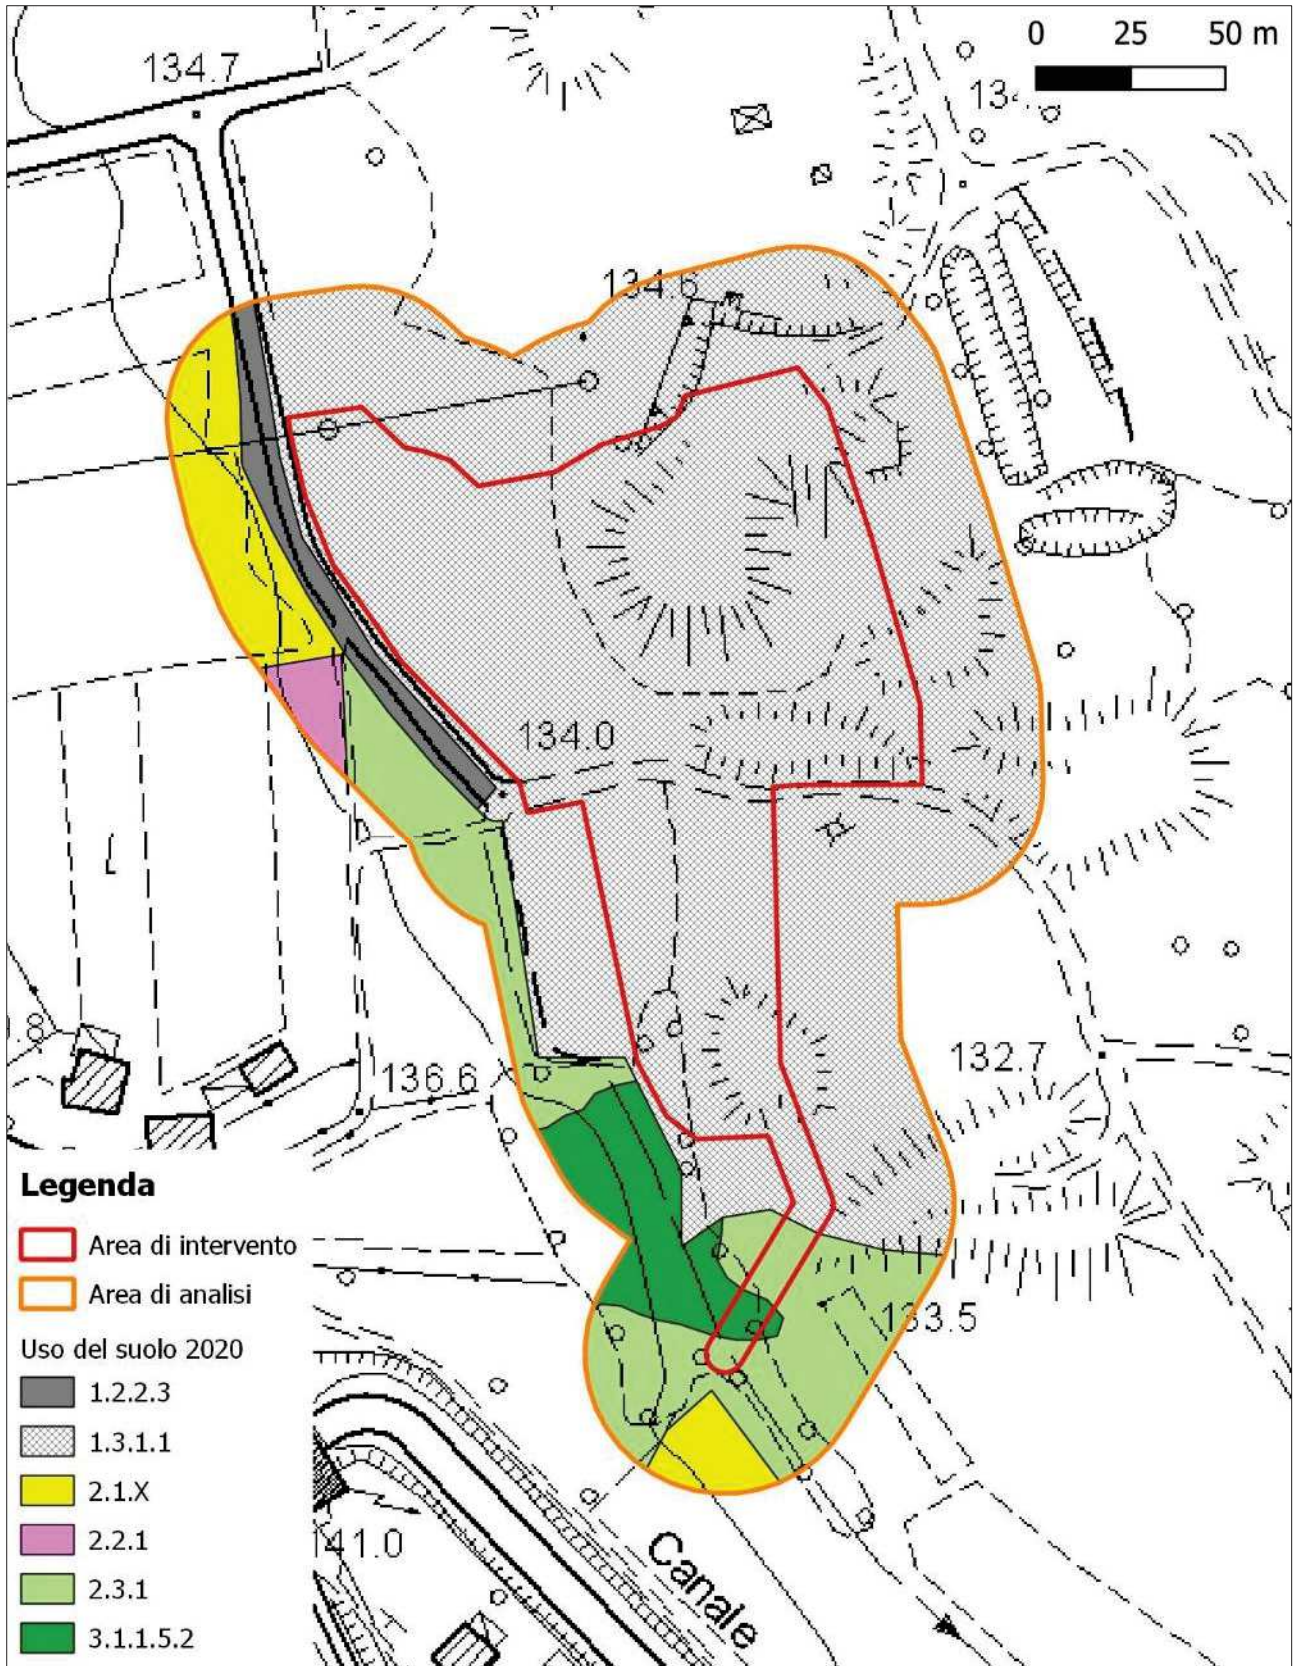 0 25 50 m
134.7
134.6
134.0
136.6
132.7
133.5
141.0
Canale
Legenda
Area di intervento
Area di analisi
Uso del suolo 2020
1.2.2.3
1.3.1.1
2.1.X
2.2.1
2.3.1
3.1.1.5.2